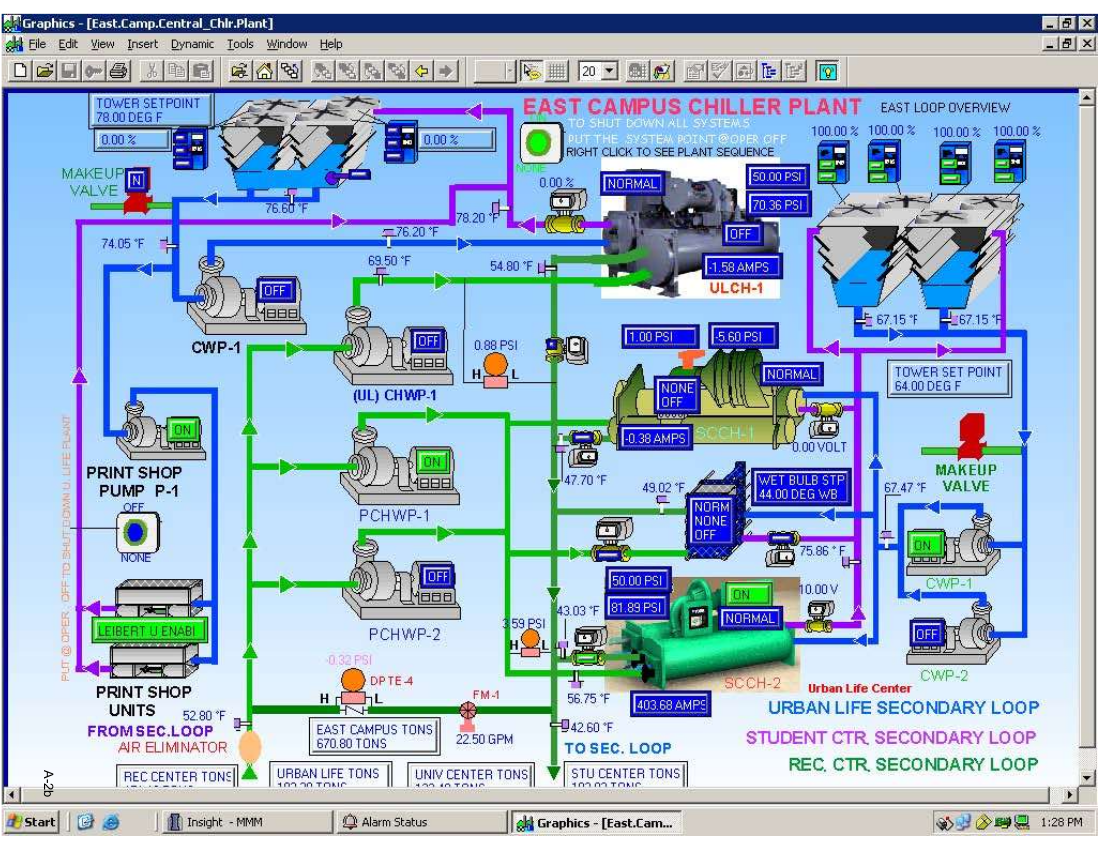 Graphics - [East.Camp.Central_Chlr.Plant]
File Edit View Insert Dynamic Tools Window Help
20
TOWER SETPOINT
78.00 DEG F
0.00 %
0.00 %
EAST CAMPUS CHILLER PLANT
EAST LOOP OVERVIEW
TO SHUT DOWN ALL SYSTEMS
PUT THE SYSTEM POINT @OPER OFF
RIGHT CLICK TO SEE PLANT SEQUENCE
NONE
100.00 % 100.00 % 100.00 % 100.00 %
MAKEUP
VALVE
N
76.60 °F
78.20 °F
0.00 %
NORMAL
50.00 PSI
70.36 PSI
OFF
-1.58 AMPS
ULCH-1
74.05 °F
76.20 °F
69.50 °F
54.80 °F
OFF
CWP-1
OFF
(UL) CHWP-1
0.88 PSI
H L
67.15 °F
67.15 °F
TOWER SET POINT
64.00 DEG F
1.00 PSI
-5.60 PSI
NORMAL
NONE
OFF
SCCH-1
-0.38 AMPS
0.00 VOLT
MAKEUP
VALVE
PUT @ OPER . OFF TO SHUT DOWN U. LIFE PLANT
ON
PRINT SHOP
PUMP P-1
OFF
NONE
ON
PCHWP-1
47.70 °F
49.02 °F
NORM
NONE
OFF
WET BULB STP
44.00 DEG WB
67.47 °F
75.86 °F
ON
CWP-1
OFF
PCHWP-2
50.00 PSI
81.89 PSI
ON
NORMAL
10.00 V
43.03 °F
3.59 PSI
H L
OFF
CWP-2
LEIBERT U ENABI
PRINT SHOP
UNITS
SCCH-2
56.75 °F
403.68 AMPS
-0.32 PSI
DPTE-4
H L
FM-1
22.50 GPM
52.80 °F
FROM SEC.LOOP
AIR ELIMINATOR
EAST CAMPUS TONS
670.80 TONS
42.60 °F
TO SEC. LOOP
Urban Life Center
URBAN LIFE SECONDARY LOOP
STUDENT CTR. SECONDARY LOOP
REC. CTR. SECONDARY LOOP
REC CENTER TONS
URBAN LIFE TONS
UNIV CENTER TONS
STU CENTER TONS
A-2b
Start
Insight - MMM
Alarm Status
Graphics - [East.Cam...
1:28 PM